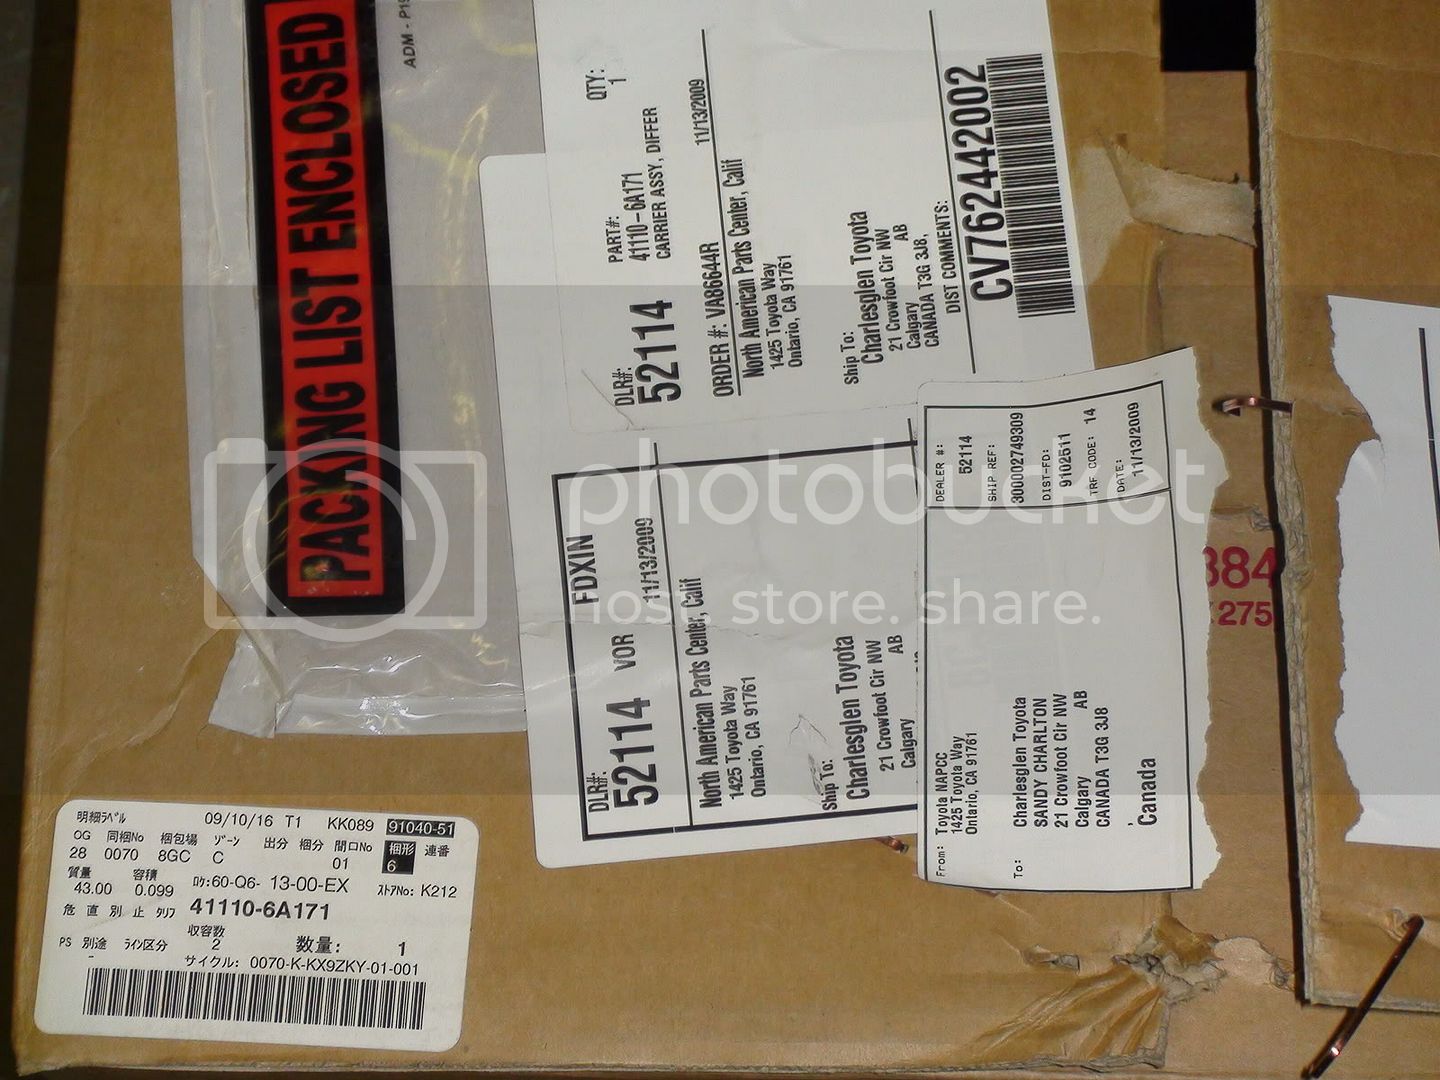 PACKING LIST ENCLOSED
ADM - P19
DLR#:
52114
PART#:
41110-6A171
CARRIER ASSY, DIFFER
QTY:
1
ORDER #: VA86644R 11/13/2009
North American Parts Center, Calif
1425 Toyota Way
Ontario, CA 91761
Ship To:
Charlesglen Toyota
21 Crowfoot Cir NW
Calgary AB
CANADA T3G 3J8,
DIST COMMENTS:
CV7624442002
DLR#:
FDXIN
52114 VOR 11/13/2009
North American Parts Center, Calif
1425 Toyota Way
Ontario, CA 91761
Ship To:
Charlesglen Toyota
21 Crowfoot Cir NW
Calgary AB
From: Toyota NAPCC
1425 Toyota Way
Ontario, CA 91761
To: Charlesglen Toyota
SANDY CHARLTON
21 Crowfoot Cir NW
Calgary AB
CANADA T3G 3J8
Canada
DEALER #:
52114
SHIP REF:
300002749309
DIST-FD:
9102511
TRF CODE: 14
DATE:
11/13/2009
384
275
明細ラベル 09/10/16 T1 KK089 91040-51
OG 同梱No 梱包場 ゾーン 出分 梱分 間口No 梱形 連番
28 0070 8GC C 01 6
質量 容積
43.00 0.099 ロケ:60-Q6- 13-00-EX ストアNo: K212
危 直 別 止 タリフ 41110-6A171
PS 別途 ライン区分 収容数 数量: 1
- 2
サイクル: 0070-K-KX9ZKY-01-001
photobucket
host. store. share.